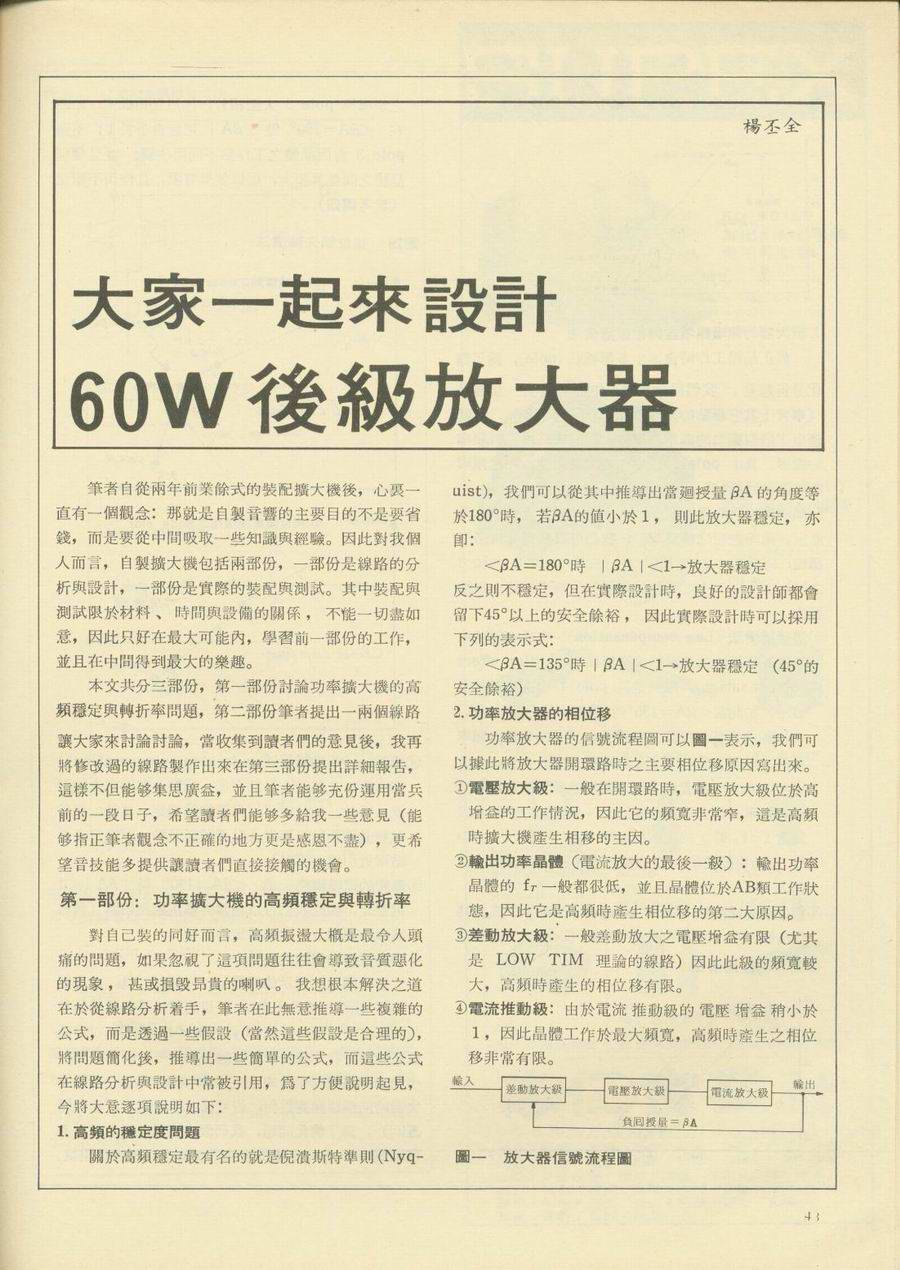 楊丕全
大家一起來設計
60W後級放大器
筆者自從兩年前業餘式的裝配擴大機後，心裏一
直有一個觀念：那就是自製音響的主要目的不是要省
錢，而是要從中間吸取一些知識與經驗。因此對我個
人而言，自製擴大機包括兩部份，一部份是線路的分
析與設計，一部份是實際的裝配與測試。其中裝配與
測試限於材料、時間與設備的關係，不能一切盡如
意，因此只好在最大可能內，學習前一部份的工作，
並且在中間得到最大的樂趣。
本文共分三部份，第一部份討論功率擴大機的高
頻穩定與轉折率問題，第二部份筆者提出一兩個線路
讓大家來討論討論，當收集到讀者們的意見後，我再
將修改過的線路製作出來在第三部份提出詳細報告，
這樣不但能够集思廣益，並且筆者能够充份運用當兵
前的一段日子，希望讀者們能够多給我一些意見（能
够指正筆者觀念不正確的地方更是感恩不盡），更希
望音技能多提供讓讀者們直接接觸的機會。
第一部份：功率擴大機的高頻穩定與轉折率
對自己裝的同好而言，高頻振盪大概是最令人頭
痛的問題，如果忽視了這項問題往往會導致音質惡化
的現象，甚或損毀昂貴的喇叭。我想根本解決之道
在於從線路分析着手，筆者在此無意推導一些複雜的
公式，而是透過一些假設（當然這些假設是合理的），
將問題簡化後，推導出一些簡單的公式，而這些公式
在線路分析與設計中常被引用，爲了方便說明起見，
今將大意逐項說明如下：
1. 高頻的穩定度問題
關於高頻穩定最有名的就是倪瀆斯特準則(Nyq-
uist)，我們可以從其中推導出當廻授量βA的角度等
於180°時，若βA的値小於1，則此放大器穩定，亦
卽：
<βA=180°時 |βA|<1→放大器穩定
反之則不穩定，但在實際設計時，良好的設計師都會
留下45°以上的安全餘裕，因此實際設計時可以採用
下列的表示式：
<βA=135°時|βA|<1→放大器穩定 (45°的
安全餘裕)
2. 功率放大器的相位移
功率放大器的信號流程圖可以圖一表示，我們可
以據此將放大器開環路時之主要相位移原因寫出來。
①電壓放大級：一般在開環路時，電壓放大級位於高
增益的工作情況，因此它的頻寬非常窄，這是高頻
時擴大機產生相移的主因。
②輸出功率晶體（電流放大的最後一級）：輸出功率
晶體的 fT 一般都很低，並且晶體位於AB類工作狀
態，因此它是高頻時產生相位移的第二大原因。
③差動放大級：一般差動放大之電壓增益有限（尤其
是 LOW TIM 理論的線路）因此此級的頻寬較
大，高頻時產生的相位移有限。
④電流推動級：由於電流推動級的電壓增益稍小於
1，因此晶體工作於最大頻寬，高頻時產生之相位
移非常有限。
輸入 差動放大級 電壓放大級 電流放大級 輸出
負回授量=βA
圖一 放大器信號流程圖
43